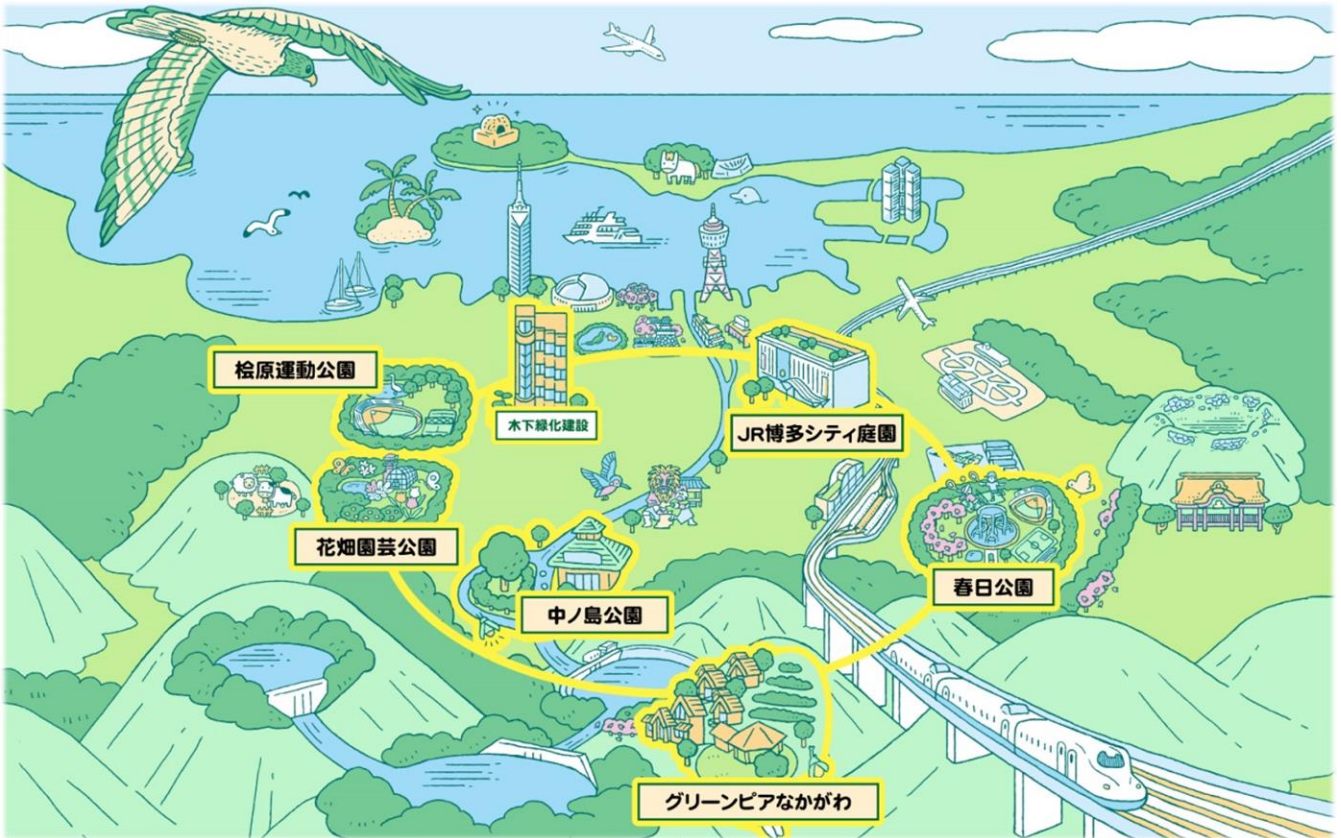 桧原運動公園
木下緑化建設
JR博多シティ庭園
花畑園芸公園
春日公園
中ノ島公園
グリーンピアなかがわ